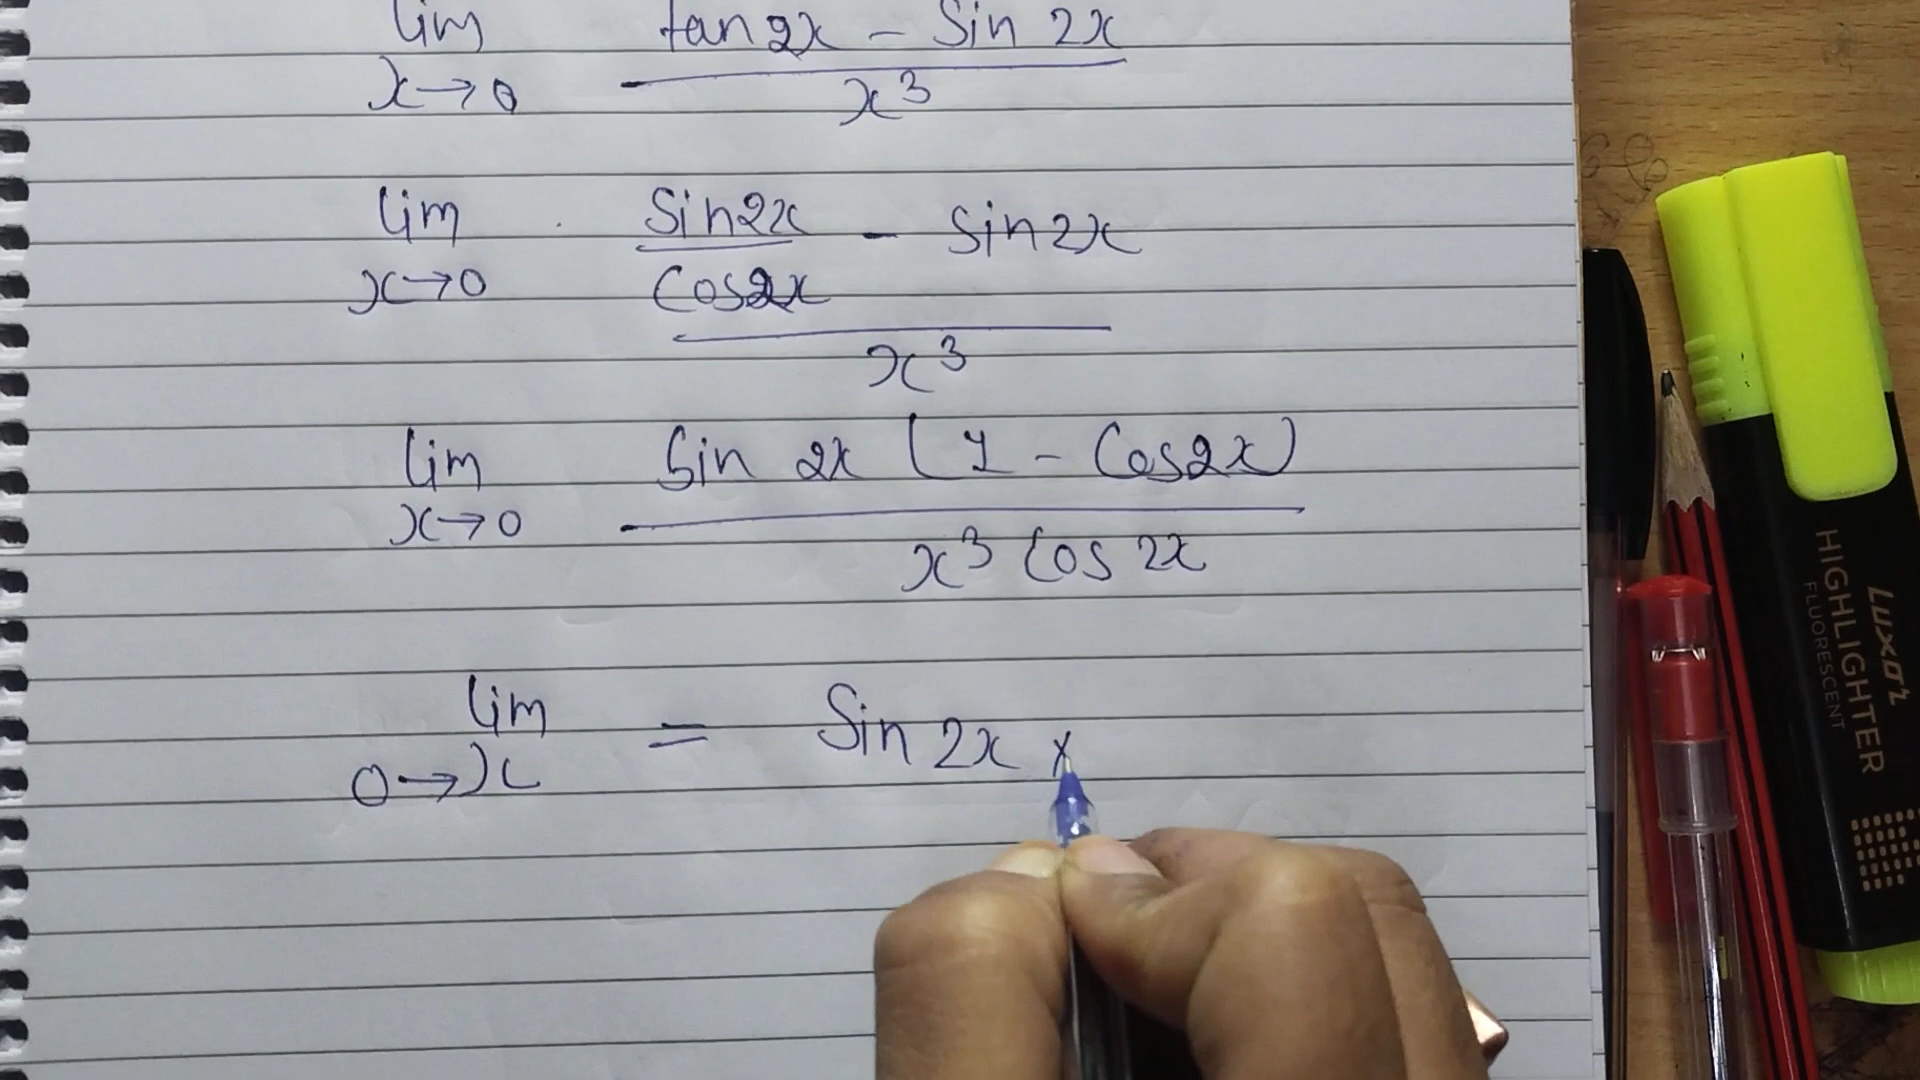 lim tan2x - Sin 2x
x→0 x³
lim Sin2x - Sin2x
x→0 Cos2x
x³
lim Sin 2x (1 - Cos2x)
x→0 x³ Cos 2x
lim = Sin 2x x
0→x
LUXOR
HIGHLIGHTER
FLUORESCENT